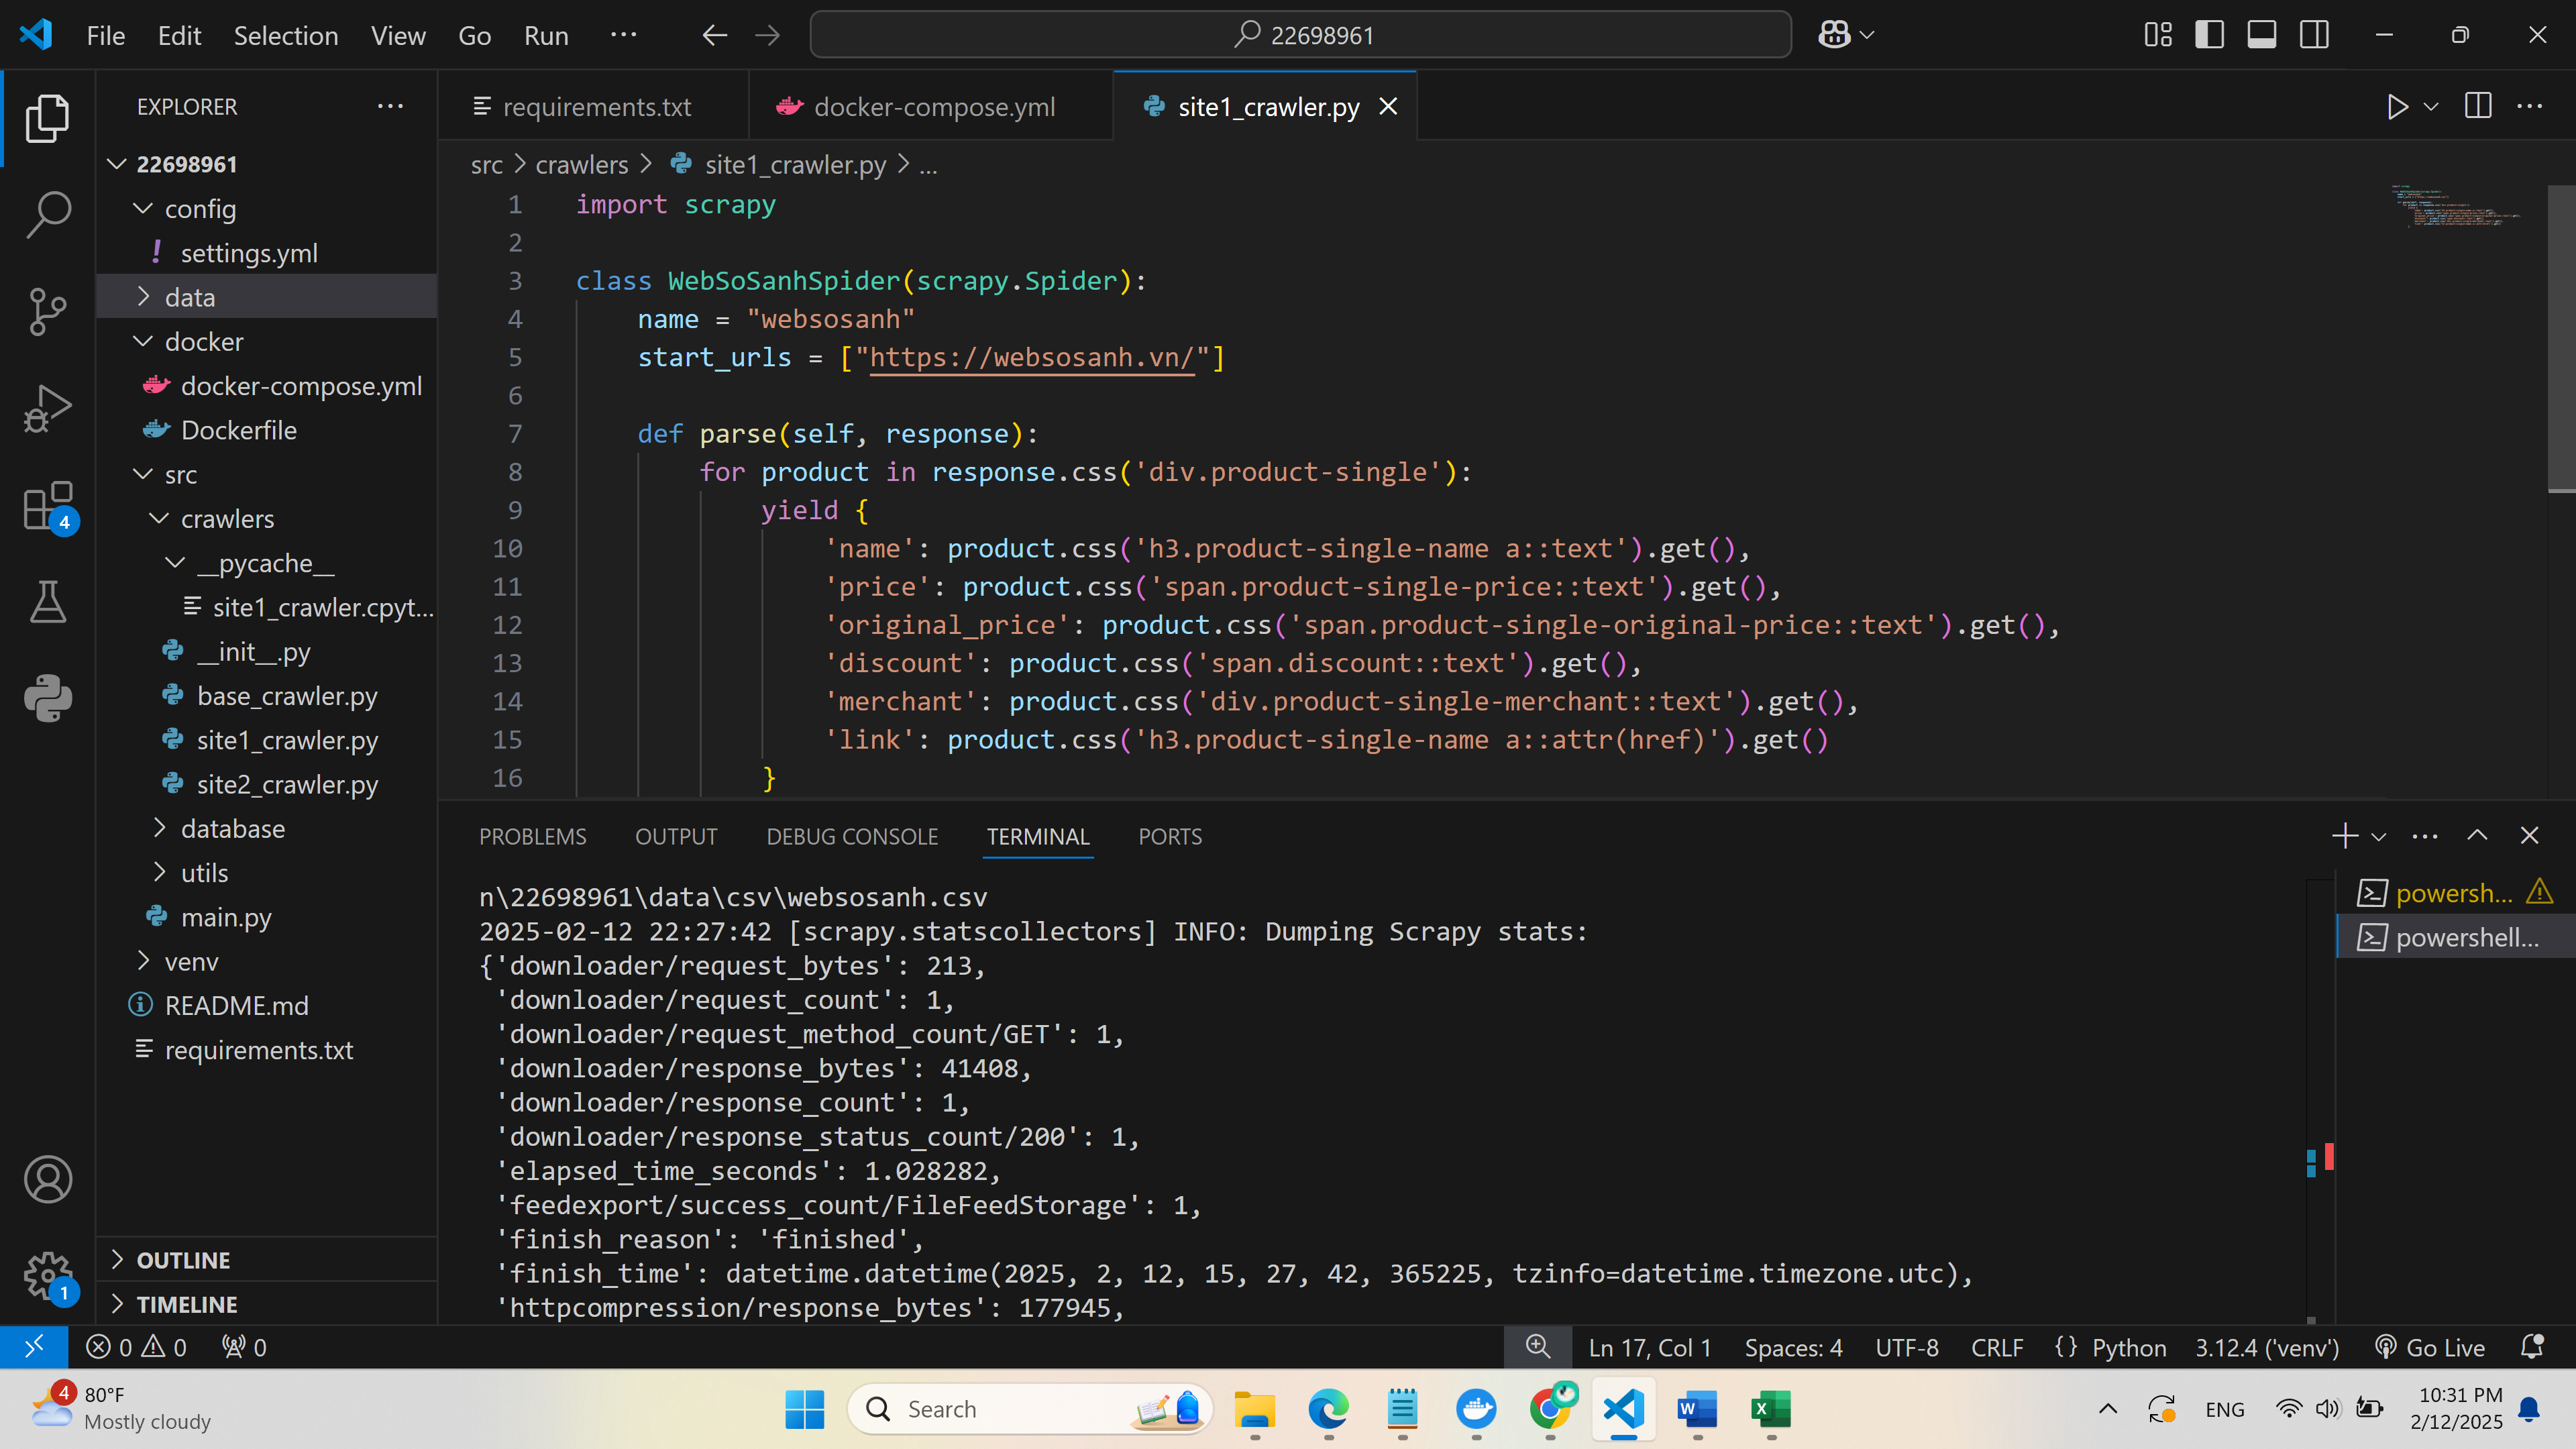 File Edit Selection View Go Run ··· 22698961
EXPLORER ···
22698961
config
! settings.yml
data
docker
docker-compose.yml
Dockerfile
src
crawlers
__pycache__
site1_crawler.cpyt...
__init__.py
base_crawler.py
site1_crawler.py
site2_crawler.py
database
utils
main.py
venv
README.md
requirements.txt
OUTLINE
TIMELINE
4
1
requirements.txt docker-compose.yml site1_crawler.py
src > crawlers > site1_crawler.py > ...
1 import scrapy
2
3 class WebSoSanhSpider(scrapy.Spider):
4 name = "websosanh"
5 start_urls = ["https://websosanh.vn/"]
6
7 def parse(self, response):
8 for product in response.css('div.product-single'):
9 yield {
10 'name': product.css('h3.product-single-name a::text').get(),
11 'price': product.css('span.product-single-price::text').get(),
12 'original_price': product.css('span.product-single-original-price::text').get(),
13 'discount': product.css('span.discount::text').get(),
14 'merchant': product.css('div.product-single-merchant::text').get(),
15 'link': product.css('h3.product-single-name a::attr(href)').get()
16 }
PROBLEMS OUTPUT DEBUG CONSOLE TERMINAL PORTS
n\22698961\data\csv\websosanh.csv
2025-02-12 22:27:42 [scrapy.statscollectors] INFO: Dumping Scrapy stats:
{'downloader/request_bytes': 213,
'downloader/request_count': 1,
'downloader/request_method_count/GET': 1,
'downloader/response_bytes': 41408,
'downloader/response_count': 1,
'downloader/response_status_count/200': 1,
'elapsed_time_seconds': 1.028282,
'feedexport/success_count/FileFeedStorage': 1,
'finish_reason': 'finished',
'finish_time': datetime.datetime(2025, 2, 12, 15, 27, 42, 365225, tzinfo=datetime.timezone.utc),
'httpcompression/response_bytes': 177945,
powersh...
powershell...
0 0 0 Ln 17, Col 1 Spaces: 4 UTF-8 CRLF {} Python 3.12.4 ('venv') Go Live
4 80°F
Mostly cloudy
Search
ENG
10:31 PM
2/12/2025